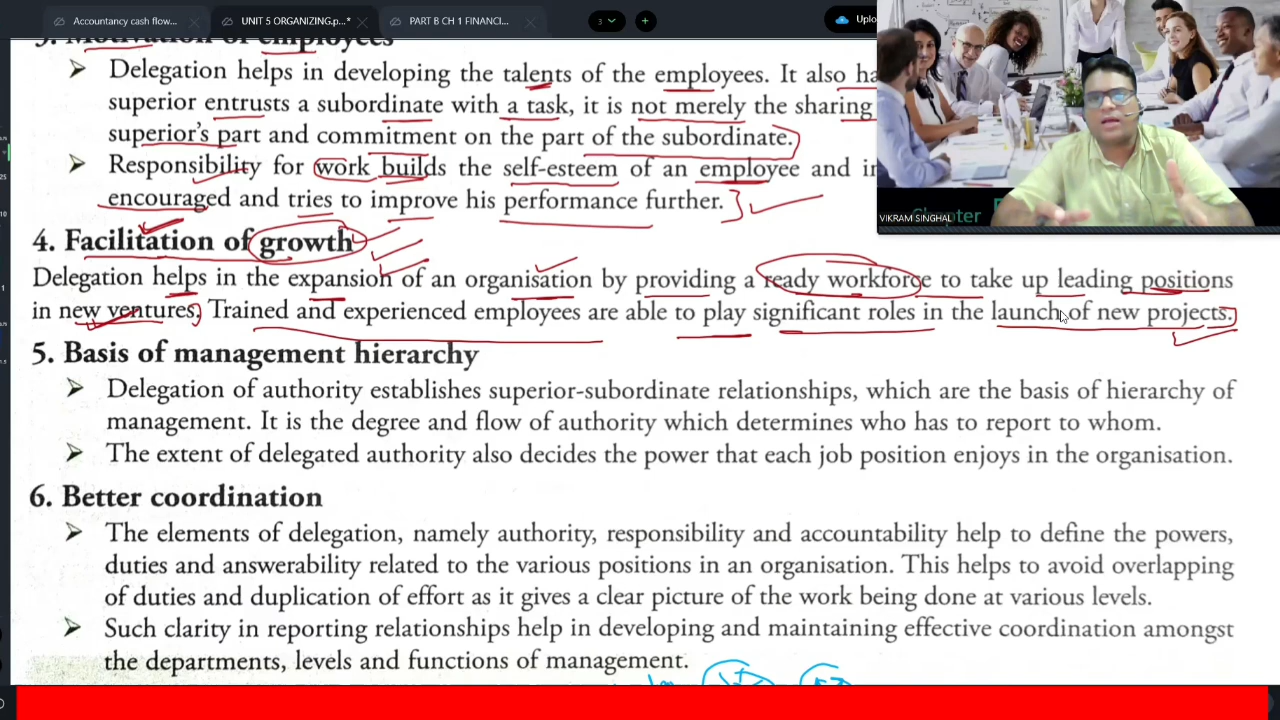 Accountancy cash flow...
UNIT 5 ORGANIZING.p...*
PART B CH 1 FINANCI...
3
Uplo
3. Motivation of employees
➤ Delegation helps in developing the talents of the employees. It also ha
superior entrusts a subordinate with a task, it is not merely the sharing
superior's part and commitment on the part of the subordinate.
➤ Responsibility for work builds the self-esteem of an employee and in
encouraged and tries to improve his performance further.
VIKRAM SINGHAL
4. Facilitation of growth
Delegation helps in the expansion of an organisation by providing a ready workforce to take up leading positions
in new ventures. Trained and experienced employees are able to play significant roles in the launch of new projects.
5. Basis of management hierarchy
➤ Delegation of authority establishes superior-subordinate relationships, which are the basis of hierarchy of
management. It is the degree and flow of authority which determines who has to report to whom.
➤ The extent of delegated authority also decides the power that each job position enjoys in the organisation.
6. Better coordination
➤ The elements of delegation, namely authority, responsibility and accountability help to define the powers,
duties and answerability related to the various positions in an organisation. This helps to avoid overlapping
of duties and duplication of effort as it gives a clear picture of the work being done at various levels.
➤ Such clarity in reporting relationships help in developing and maintaining effective coordination amongst
the departments, levels and functions of management.